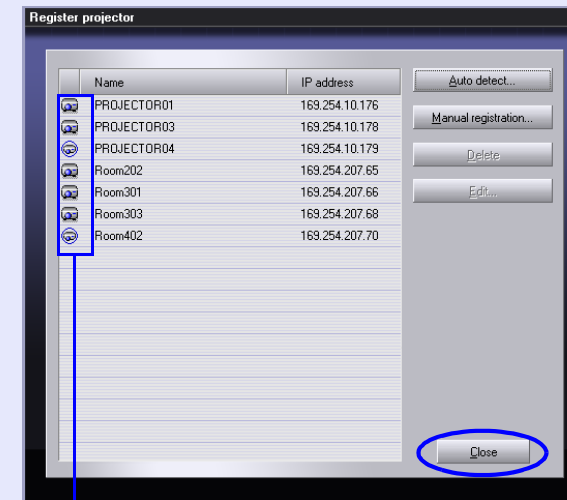 Register projector
Name IP address
PROJECTOR01 169.254.10.176
PROJECTOR03 169.254.10.178
PROJECTOR04 169.254.10.179
Room202 169.254.207.65
Room301 169.254.207.66
Room303 169.254.207.68
Room402 169.254.207.70
Auto detect...
Manual registration...
Delete
Edit...
Close